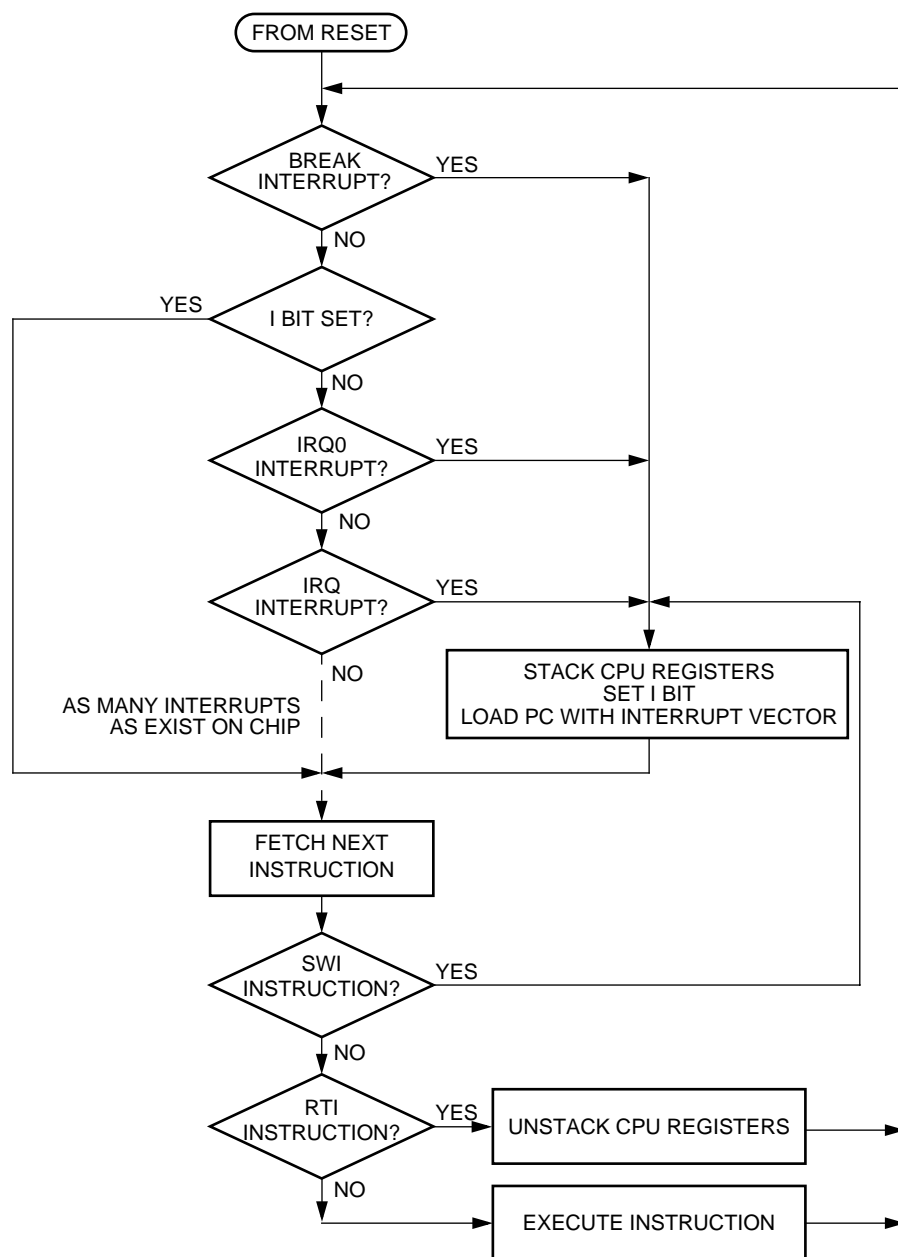 FROM RESET
BREAK
INTERRUPT?
YES
NO
YES
I BIT SET?
NO
IRQ0
INTERRUPT?
YES
NO
IRQ
INTERRUPT?
YES
NO
STACK CPU REGISTERS
SET I BIT
LOAD PC WITH INTERRUPT VECTOR
AS MANY INTERRUPTS
AS EXIST ON CHIP
FETCH NEXT
INSTRUCTION
SWI
INSTRUCTION?
YES
NO
RTI
INSTRUCTION?
YES
UNSTACK CPU REGISTERS
NO
EXECUTE INSTRUCTION